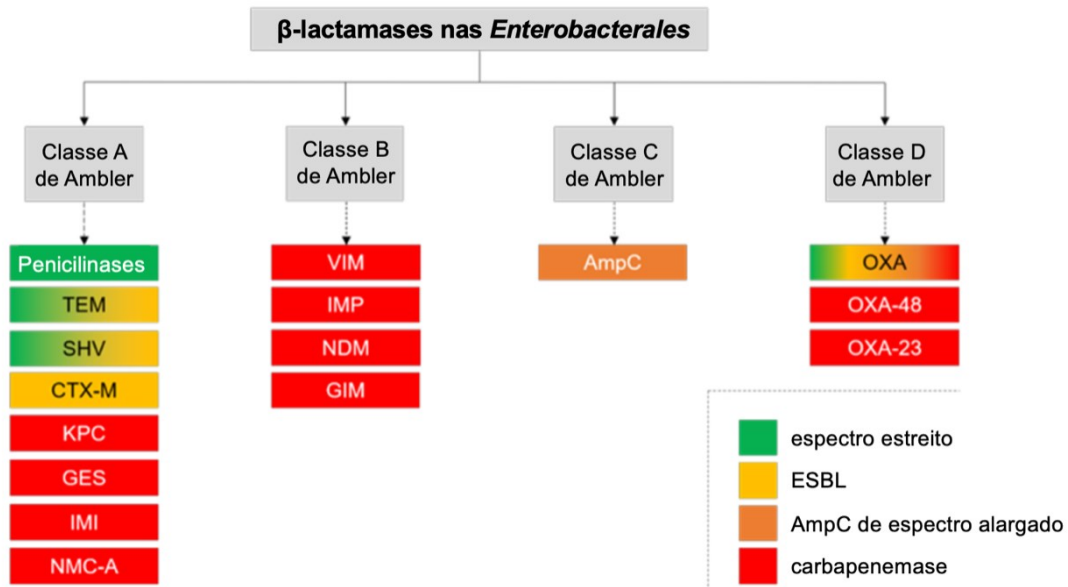 β-lactamases nas Enterobacterales
Classe A
de Ambler
Classe B
de Ambler
Classe C
de Ambler
Classe D
de Ambler
Penicilinases
TEM
SHV
CTX-M
KPC
GES
IMI
NMC-A
VIM
IMP
NDM
GIM
AmpC
OXA
OXA-48
OXA-23
espectro estreito
ESBL
AmpC de espectro alargado
carbapenemase